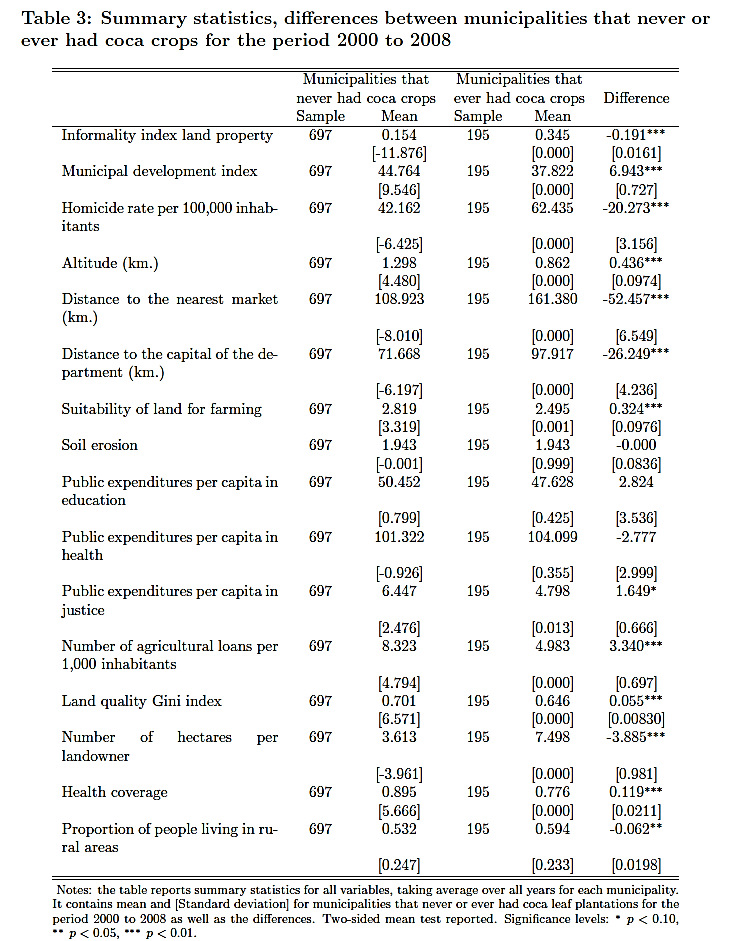 Table 3: Summary statistics, differences between municipalities that never or
ever had coca crops for the period 2000 to 2008
Municipalities that Municipalities that
never had coca crops ever had coca crops Difference
Sample Mean Sample Mean
Informality index land property 697 0.154 195 0.345 -0.191***
[-11.876] [0.000] [0.0161]
Municipal development index 697 44.764 195 37.822 6.943***
[9.546] [0.000] [0.727]
Homicide rate per 100,000 inhab- 697 42.162 195 62.435 -20.273***
itants
[-6.425] [0.000] [3.156]
Altitude (km.) 697 1.298 195 0.862 0.436***
[4.480] [0.000] [0.0974]
Distance to the nearest market 697 108.923 195 161.380 -52.457***
(km.)
[-8.010] [0.000] [6.549]
Distance to the capital of the de- 697 71.668 195 97.917 -26.249***
partment (km.)
[-6.197] [0.000] [4.236]
Suitability of land for farming 697 2.819 195 2.495 0.324***
[3.319] [0.001] [0.0976]
Soil erosion 697 1.943 195 1.943 -0.000
[-0.001] [0.999] [0.0836]
Public expenditures per capita in 697 50.452 195 47.628 2.824
education
[0.799] [0.425] [3.536]
Public expenditures per capita in 697 101.322 195 104.099 -2.777
health
[-0.926] [0.355] [2.999]
Public expenditures per capita in 697 6.447 195 4.798 1.649*
justice
[2.476] [0.013] [0.666]
Number of agricultural loans per 697 8.323 195 4.983 3.340***
1,000 inhabitants
[4.794] [0.000] [0.697]
Land quality Gini index 697 0.701 195 0.646 0.055***
[6.571] [0.000] [0.00830]
Number of hectares per 697 3.613 195 7.498 -3.885***
landowner
[-3.961] [0.000] [0.981]
Health coverage 697 0.895 195 0.776 0.119***
[5.666] [0.000] [0.0211]
Proportion of people living in ru- 697 0.532 195 0.594 -0.062**
ral areas
[0.247] [0.233] [0.0198]
Notes: the table reports summary statistics for all variables, taking average over all years for each municipality.
It contains mean and [Standard deviation] for municipalities that never or ever had coca leaf plantations for the
period 2000 to 2008 as well as the differences. Two-sided mean test reported. Significance levels: * p < 0.10,
** p < 0.05, *** p < 0.01.